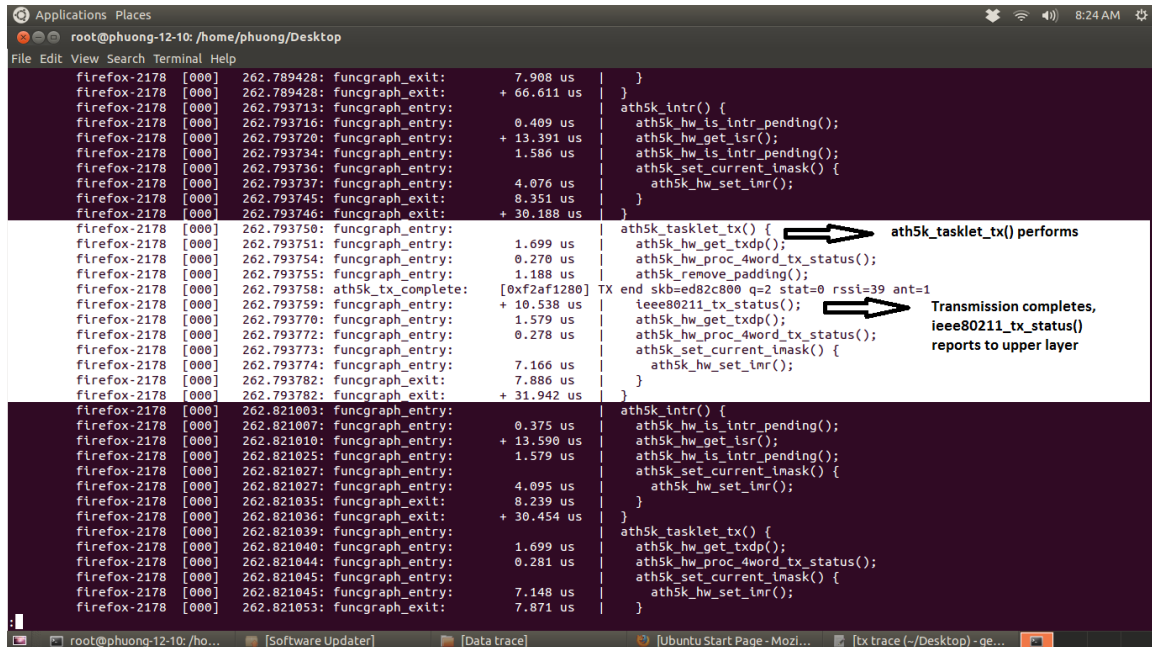 Applications Places 8:24 AM
root@phuong-12-10: /home/phuong/Desktop
File Edit View Search Terminal Help
firefox-2178 [000] 262.789428: funcgraph_exit: 7.908 us | }
firefox-2178 [000] 262.789428: funcgraph_exit: + 66.611 us | }
firefox-2178 [000] 262.793713: funcgraph_entry: | ath5k_intr() {
firefox-2178 [000] 262.793716: funcgraph_entry: 0.409 us | ath5k_hw_is_intr_pending();
firefox-2178 [000] 262.793720: funcgraph_entry: + 13.391 us | ath5k_hw_get_isr();
firefox-2178 [000] 262.793734: funcgraph_entry: 1.586 us | ath5k_hw_is_intr_pending();
firefox-2178 [000] 262.793736: funcgraph_entry: | ath5k_set_current_imask() {
firefox-2178 [000] 262.793737: funcgraph_entry: 4.076 us | ath5k_hw_set_imr();
firefox-2178 [000] 262.793745: funcgraph_exit: 8.351 us | }
firefox-2178 [000] 262.793746: funcgraph_exit: + 30.188 us | }
firefox-2178 [000] 262.793750: funcgraph_entry: | ath5k_tasklet_tx() { ath5k_tasklet_tx() performs
firefox-2178 [000] 262.793751: funcgraph_entry: 1.699 us | ath5k_hw_get_txdp();
firefox-2178 [000] 262.793754: funcgraph_entry: 0.270 us | ath5k_hw_proc_4word_tx_status();
firefox-2178 [000] 262.793755: funcgraph_entry: 1.188 us | ath5k_remove_padding();
firefox-2178 [000] 262.793758: ath5k_tx_complete: [0xf2af1280] TX end skb=ed82c800 q=2 stat=0 rssi=39 ant=1
firefox-2178 [000] 262.793759: funcgraph_entry: + 10.538 us | ieee80211_tx_status(); Transmission completes,
firefox-2178 [000] 262.793770: funcgraph_entry: 1.579 us | ath5k_hw_get_txdp(); ieee80211_tx_status()
firefox-2178 [000] 262.793772: funcgraph_entry: 0.278 us | ath5k_hw_proc_4word_tx_status(); reports to upper layer
firefox-2178 [000] 262.793773: funcgraph_entry: | ath5k_set_current_imask() {
firefox-2178 [000] 262.793774: funcgraph_entry: 7.166 us | ath5k_hw_set_imr();
firefox-2178 [000] 262.793782: funcgraph_exit: 7.886 us | }
firefox-2178 [000] 262.793782: funcgraph_exit: + 31.942 us | }
firefox-2178 [000] 262.821003: funcgraph_entry: | ath5k_intr() {
firefox-2178 [000] 262.821007: funcgraph_entry: 0.375 us | ath5k_hw_is_intr_pending();
firefox-2178 [000] 262.821010: funcgraph_entry: + 13.590 us | ath5k_hw_get_isr();
firefox-2178 [000] 262.821025: funcgraph_entry: 1.579 us | ath5k_hw_is_intr_pending();
firefox-2178 [000] 262.821027: funcgraph_entry: | ath5k_set_current_imask() {
firefox-2178 [000] 262.821027: funcgraph_entry: 4.095 us | ath5k_hw_set_imr();
firefox-2178 [000] 262.821035: funcgraph_exit: 8.239 us | }
firefox-2178 [000] 262.821036: funcgraph_exit: + 30.454 us | }
firefox-2178 [000] 262.821039: funcgraph_entry: | ath5k_tasklet_tx() {
firefox-2178 [000] 262.821040: funcgraph_entry: 1.699 us | ath5k_hw_get_txdp();
firefox-2178 [000] 262.821044: funcgraph_entry: 0.281 us | ath5k_hw_proc_4word_tx_status();
firefox-2178 [000] 262.821045: funcgraph_entry: | ath5k_set_current_imask() {
firefox-2178 [000] 262.821045: funcgraph_entry: 7.148 us | ath5k_hw_set_imr();
firefox-2178 [000] 262.821053: funcgraph_exit: 7.871 us | }
:
root@phuong-12-10: /ho... [Software Updater] [Data trace] [Ubuntu Start Page - Mozi... [tx trace (~/Desktop) - ge...